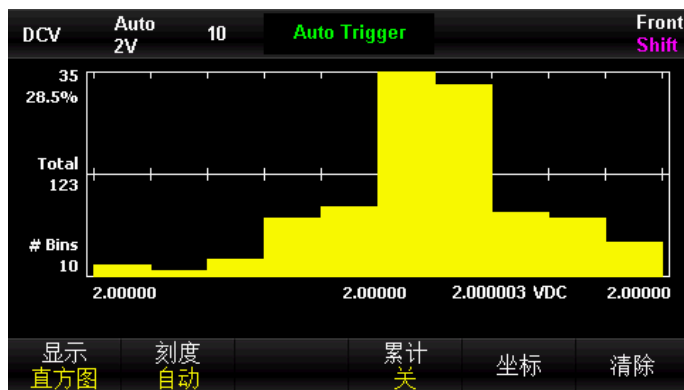 DCV Auto 10 Auto Trigger Front
2V Shift
35
28.5%
Total
123
# Bins
10
2.00000 2.00000 2.000003 VDC 2.00000
显示 刻度 累计 坐标 清除
直方图 自动 关